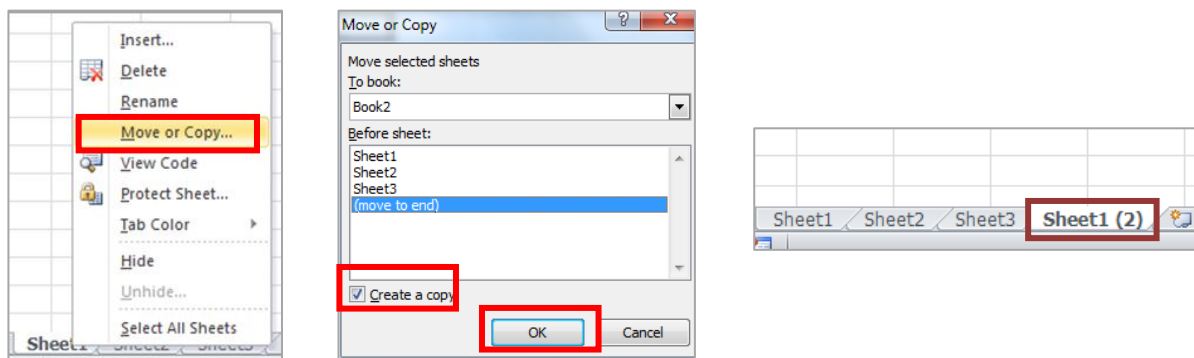 Insert...
Delete
Rename
Move or Copy...
View Code
Protect Sheet...
Tab Color
Hide
Unhide...
Select All Sheets
Move or Copy
Move selected sheets
To book:
Book2
Before sheet:
Sheet1
Sheet2
Sheet3
(move to end)
Create a copy
OK Cancel
Sheet1 Sheet2 Sheet3 Sheet1 (2)